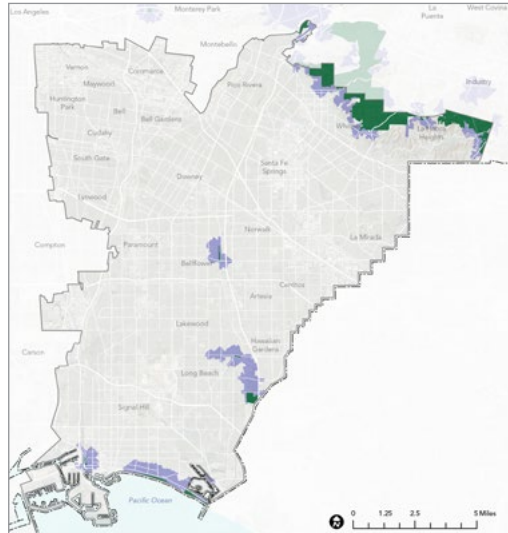 Los Angeles
Monterey Park
La
Puente
West Covina
Montebello
Vernon
Commerce
Maywood
Pico Rivera
Industry
Huntington
Park
Bell
Bell Gardens
Cudahy
La Habra
Heights
South Gate
Santa Fe
Springs
Downey
Lynwood
Norwalk
Compton
Paramount
La Mirada
Bellflower
Cerritos
Artesia
Lakewood
Hawaiian
Gardens
Carson
Long Beach
Signal Hill
Pacific Ocean
0 1.25 2.5 5 Miles